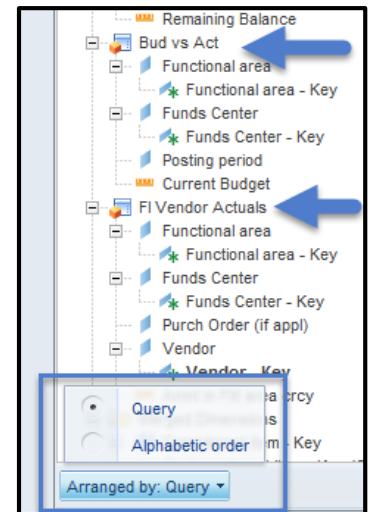 Remaining Balance
Bud vs Act
Functional area
Functional area - Key
Funds Center
Funds Center - Key
Posting period
Current Budget
FI Vendor Actuals
Functional area
Functional area - Key
Funds Center
Funds Center - Key
Purch Order (if appl)
Vendor
Vendor - Key
Query
Alphabetic order
crcy
- Key
Arranged by: Query